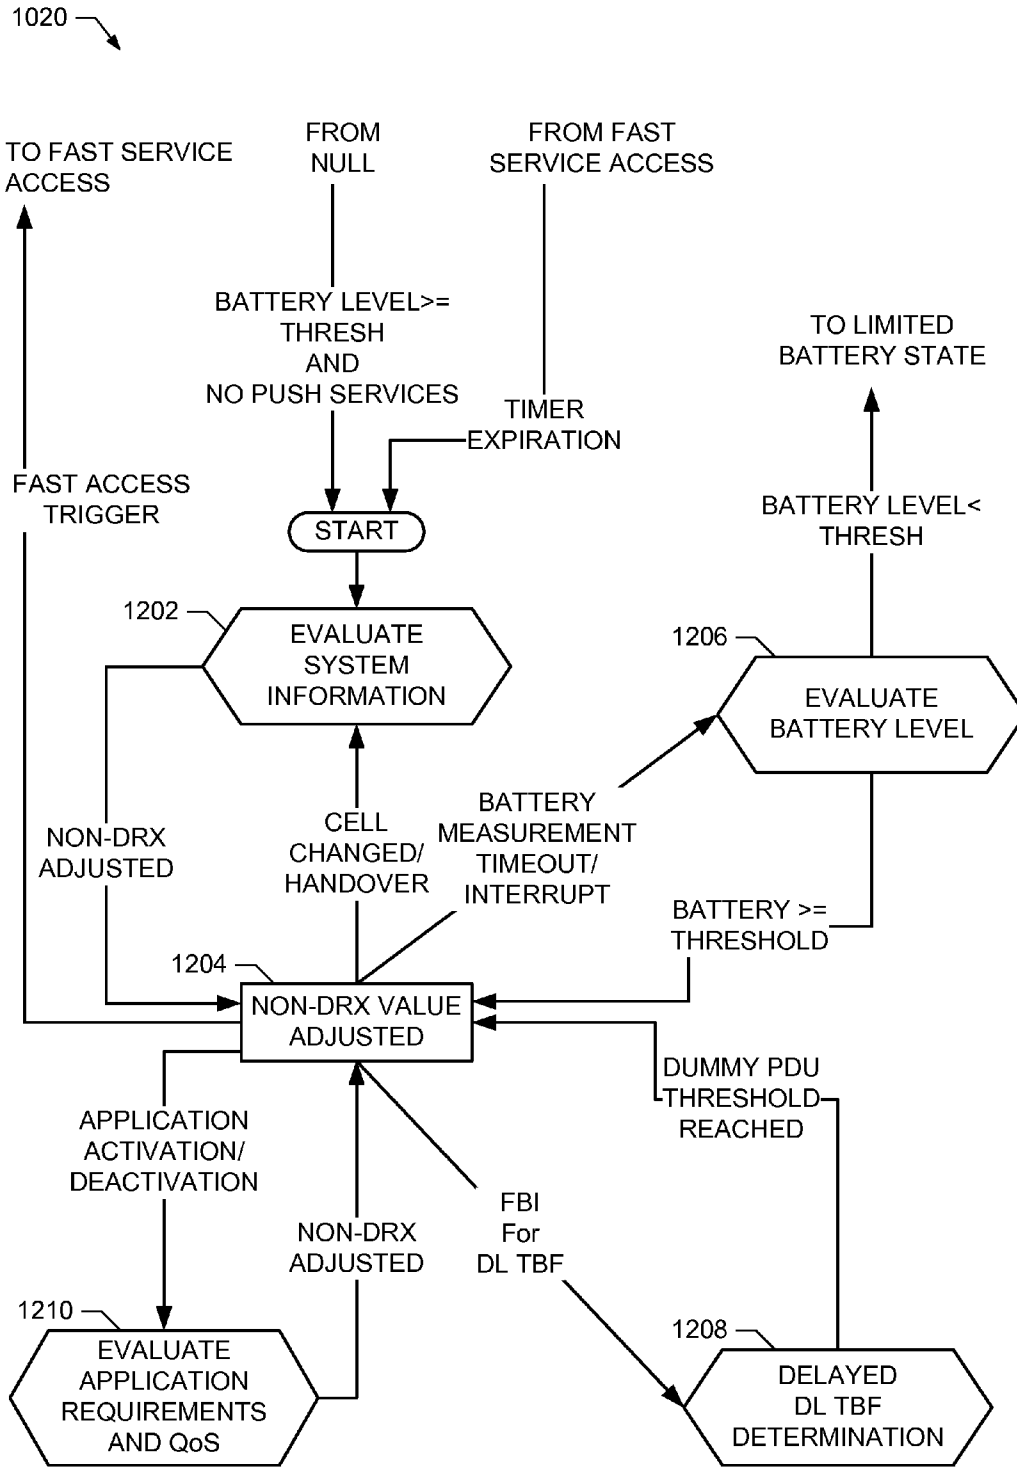 1020
TO FAST SERVICE
ACCESS
FROM
NULL
FROM FAST
SERVICE ACCESS
BATTERY LEVEL>=
THRESH
AND
NO PUSH SERVICES
TIMER
EXPIRATION
TO LIMITED
BATTERY STATE
FAST ACCESS
TRIGGER
BATTERY LEVEL<
THRESH
START
1202
EVALUATE
SYSTEM
INFORMATION
1206
EVALUATE
BATTERY LEVEL
NON-DRX
ADJUSTED
CELL
CHANGED/
HANDOVER
BATTERY
MEASUREMENT
TIMEOUT/
INTERRUPT
BATTERY >=
THRESHOLD
1204
NON-DRX VALUE
ADJUSTED
DUMMY PDU
THRESHOLD
REACHED
APPLICATION
ACTIVATION/
DEACTIVATION
NON-DRX
ADJUSTED
FBI
For
DL TBF
1210
EVALUATE
APPLICATION
REQUIREMENTS
AND QoS
1208
DELAYED
DL TBF
DETERMINATION